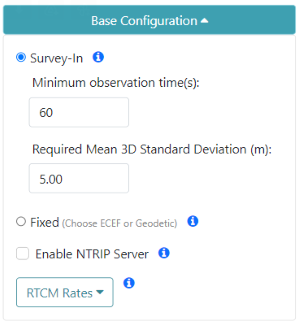 Base Configuration
Survey-In
Minimum observation time(s):
60
Required Mean 3D Standard Deviation (m):
5.00
Fixed (Choose ECEF or Geodetic)
Enable NTRIP Server
RTCM Rates